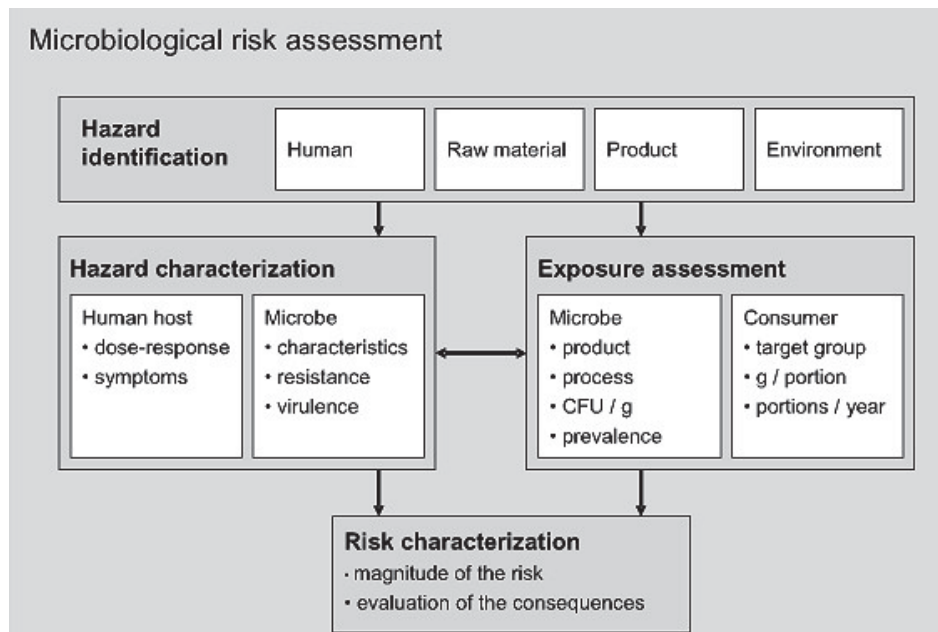 Microbiological risk assessment
Hazard
identification
Human
Raw material
Product
Environment
Hazard characterization
Human host
• dose-response
• symptoms
Microbe
• characteristics
• resistance
• virulence
Exposure assessment
Microbe
• product
• process
• CFU / g
• prevalence
Consumer
• target group
• g / portion
• portions / year
Risk characterization
• magnitude of the risk
• evaluation of the consequences